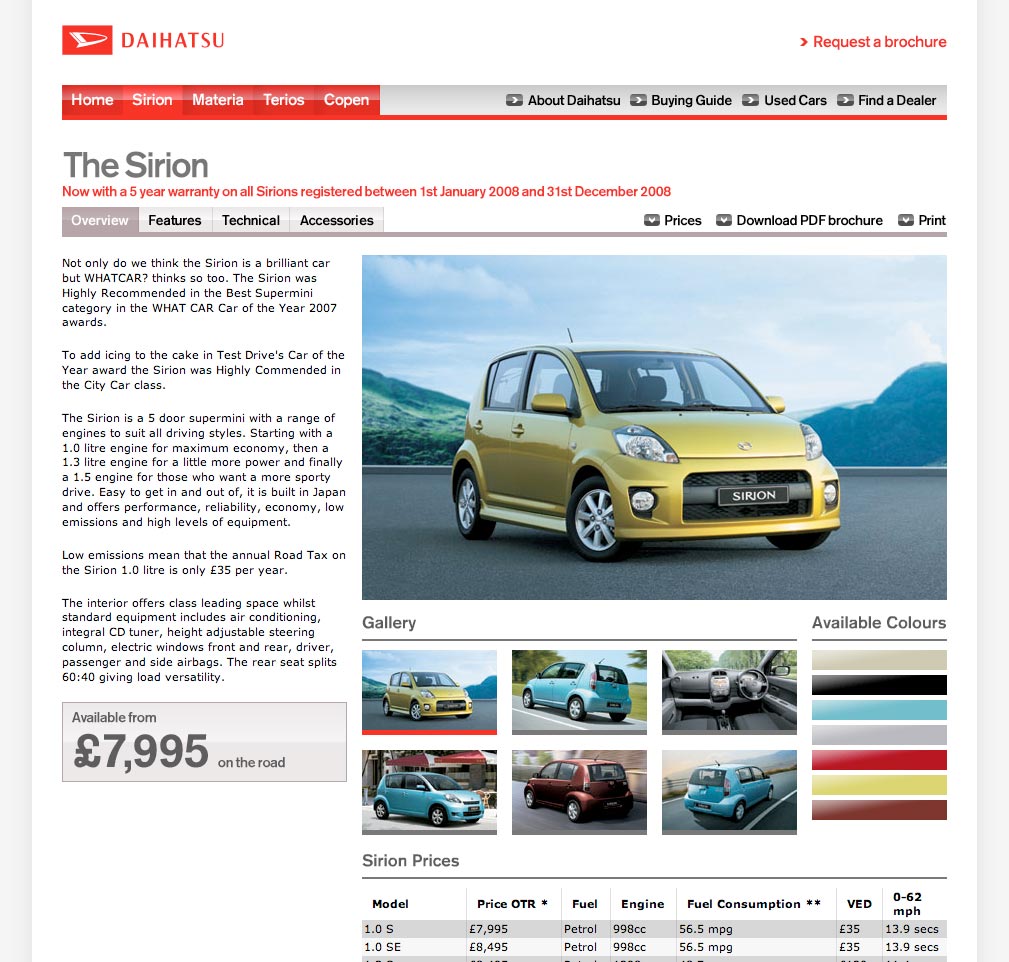 DAIHATSU
Request a brochure
Home Sirion Materia Terios Copen About Daihatsu Buying Guide Used Cars Find a Dealer
The Sirion
Now with a 5 year warranty on all Sirions registered between 1st January 2008 and 31st December 2008
Overview Features Technical Accessories Prices Download PDF brochure Print
Not only do we think the Sirion is a brilliant car
but WHATCAR? thinks so too. The Sirion was
Highly Recommended in the Best Supermini
category in the WHAT CAR Car of the Year 2007
awards.
To add icing to the cake in Test Drive's Car of the
Year award the Sirion was Highly Commended in
the City Car class.
The Sirion is a 5 door supermini with a range of
engines to suit all driving styles. Starting with a
1.0 litre engine for maximum economy, then a
1.3 litre engine for a little more power and finally
a 1.5 engine for those who want a more sporty
drive. Easy to get in and out of, it is built in Japan
and offers performance, reliability, economy, low
emissions and high levels of equipment.
Low emissions mean that the annual Road Tax on
the Sirion 1.0 litre is only £35 per year.
The interior offers class leading space whilst
standard equipment includes air conditioning,
integral CD tuner, height adjustable steering
column, electric windows front and rear, driver,
passenger and side airbags. The rear seat splits
60:40 giving load versatility.
Available from
£7,995 on the road
SIRION
Gallery
Available Colours
Sirion Prices
Model Price OTR * Fuel Engine Fuel Consumption ** VED 0-62 mph
1.0 S £7,995 Petrol 998cc 56.5 mpg £35 13.9 secs
1.0 SE £8,495 Petrol 998cc 56.5 mpg £35 13.9 secs